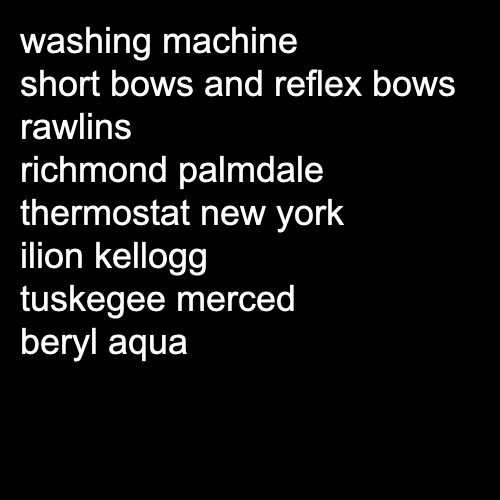 washing machine
short bows and reflex bows
rawlins
richmond palmdale
thermostat new york
ilion kellogg
tuskegee merced
beryl aqua